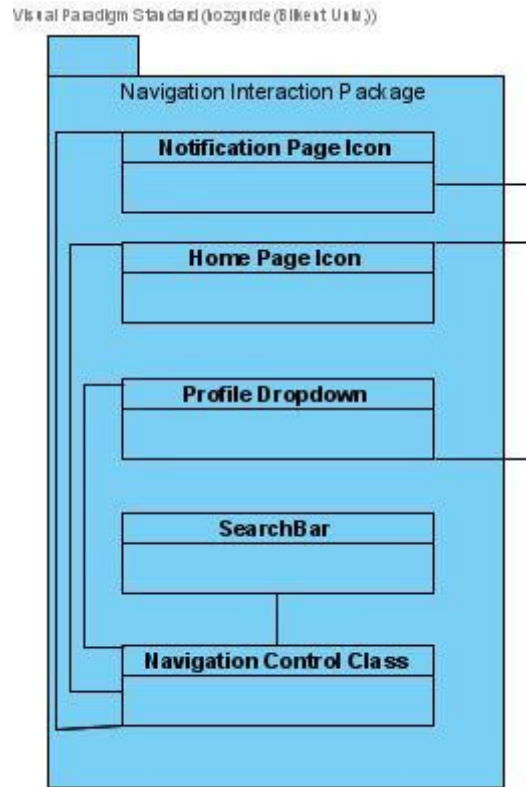 Visual Paradigm Standard(hozgurde(Bilkent Univ.))
Navigation Interaction Package
Notification Page Icon
Home Page Icon
Profile Dropdown
SearchBar
Navigation Control Class